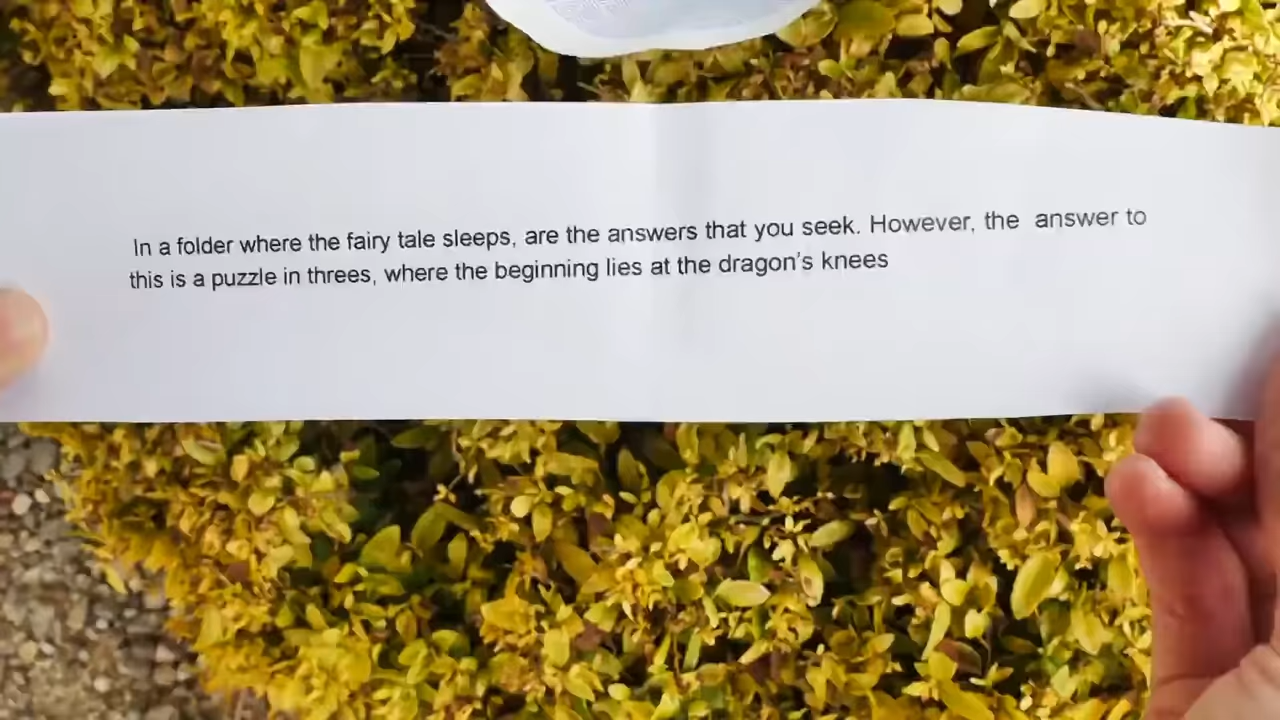 In a folder where the fairy tale sleeps, are the answers that you seek. However, the answer to
this is a puzzle in threes, where the beginning lies at the dragon's knees